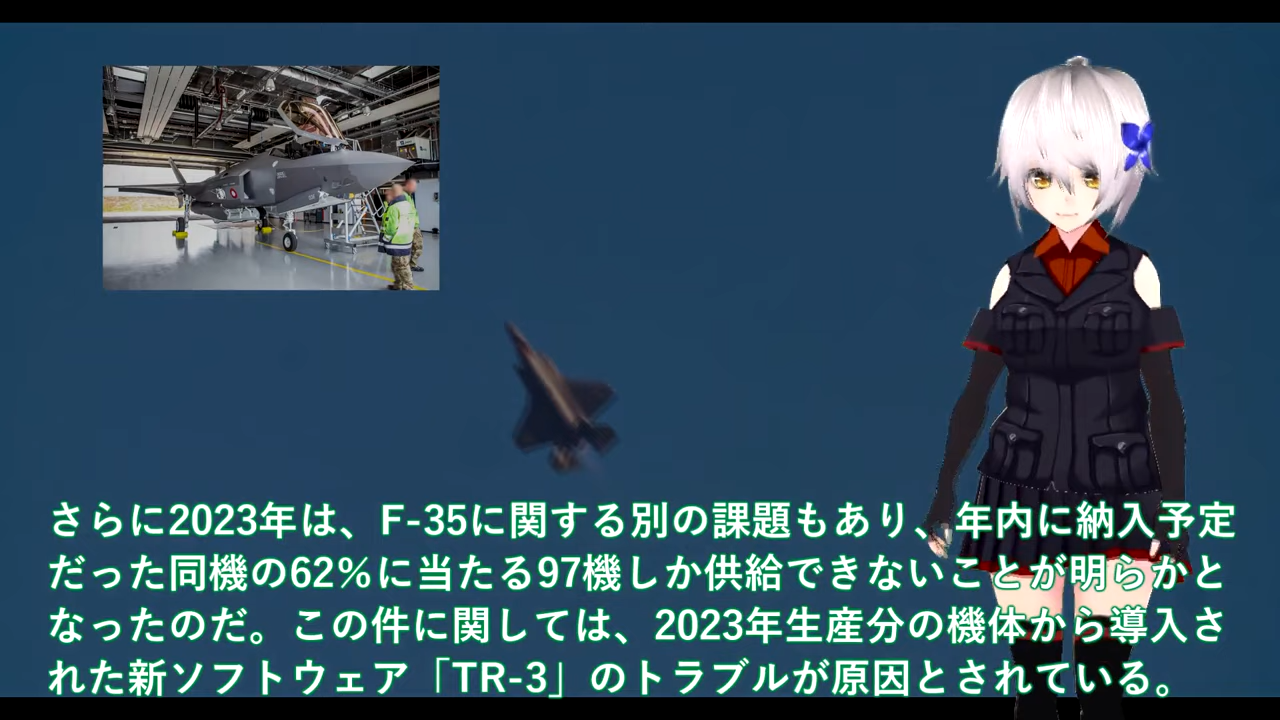 さらに2023年は、F-35に関する別の課題もあり、年内に納入予定
だった同機の62%に当たる97機しか供給できないことが明らかと
なったのだ。この件に関しては、2023年生産分の機体から導入さ
れた新ソフトウェア「TR-3」のトラブルが原因とされている。